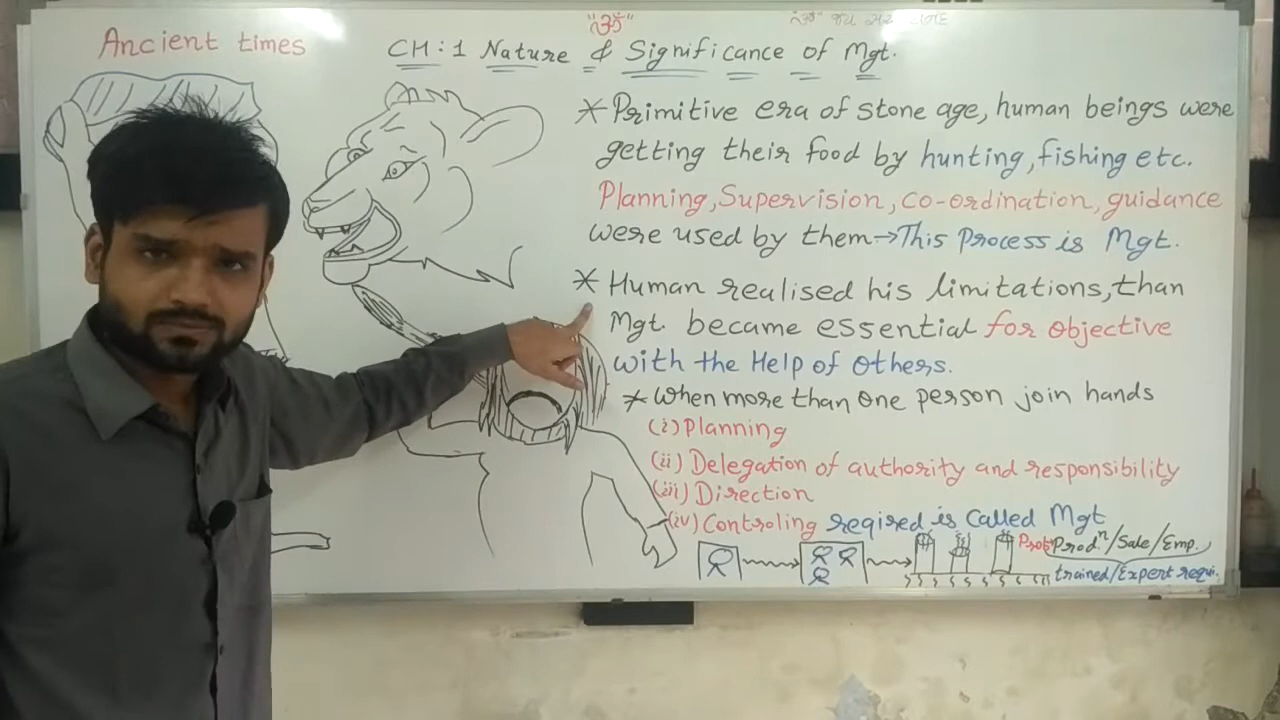 "ૐ"
Ancient times
CH:1 Nature & Significance of Mgt.
* Primitive era of stone age, human beings were
getting their food by hunting, fishing etc.
Planning, Supervision, co-ordination, guidance
were used by them→This Process is Mgt.
* Human realised his limitations, than
Mgt. became essential for objective
with the Help of others.
* when more than one person join hands
(i) Planning
(ii) Delegation of authority and responsibility
(iii) Direction
(iv) Controling reqired is called Mgt
Prod.n/Sale/Emp.
trained/Expert requi.